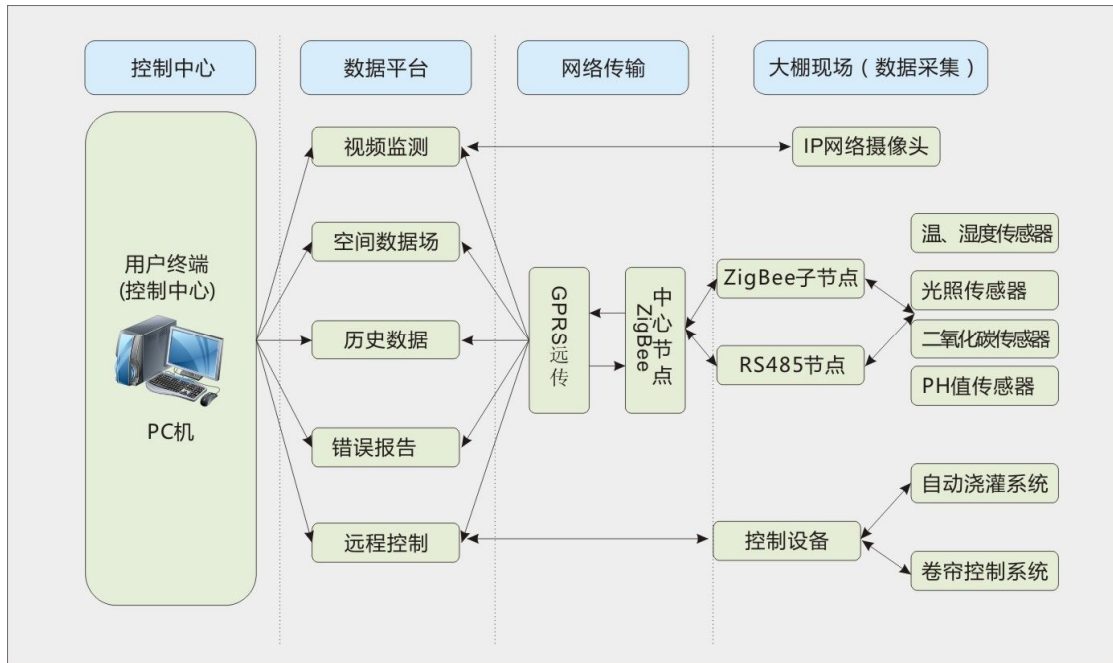 控制中心
数据平台
网络传输
大棚现场（数据采集）
用户终端
(控制中心)
PC机
视频监测
空间数据场
历史数据
错误报告
远程控制
GPRS远传
中心节点
ZigBee
IP网络摄像头
ZigBee子节点
RS485节点
温、湿度传感器
光照传感器
二氧化碳传感器
PH值传感器
控制设备
自动浇灌系统
卷帘控制系统